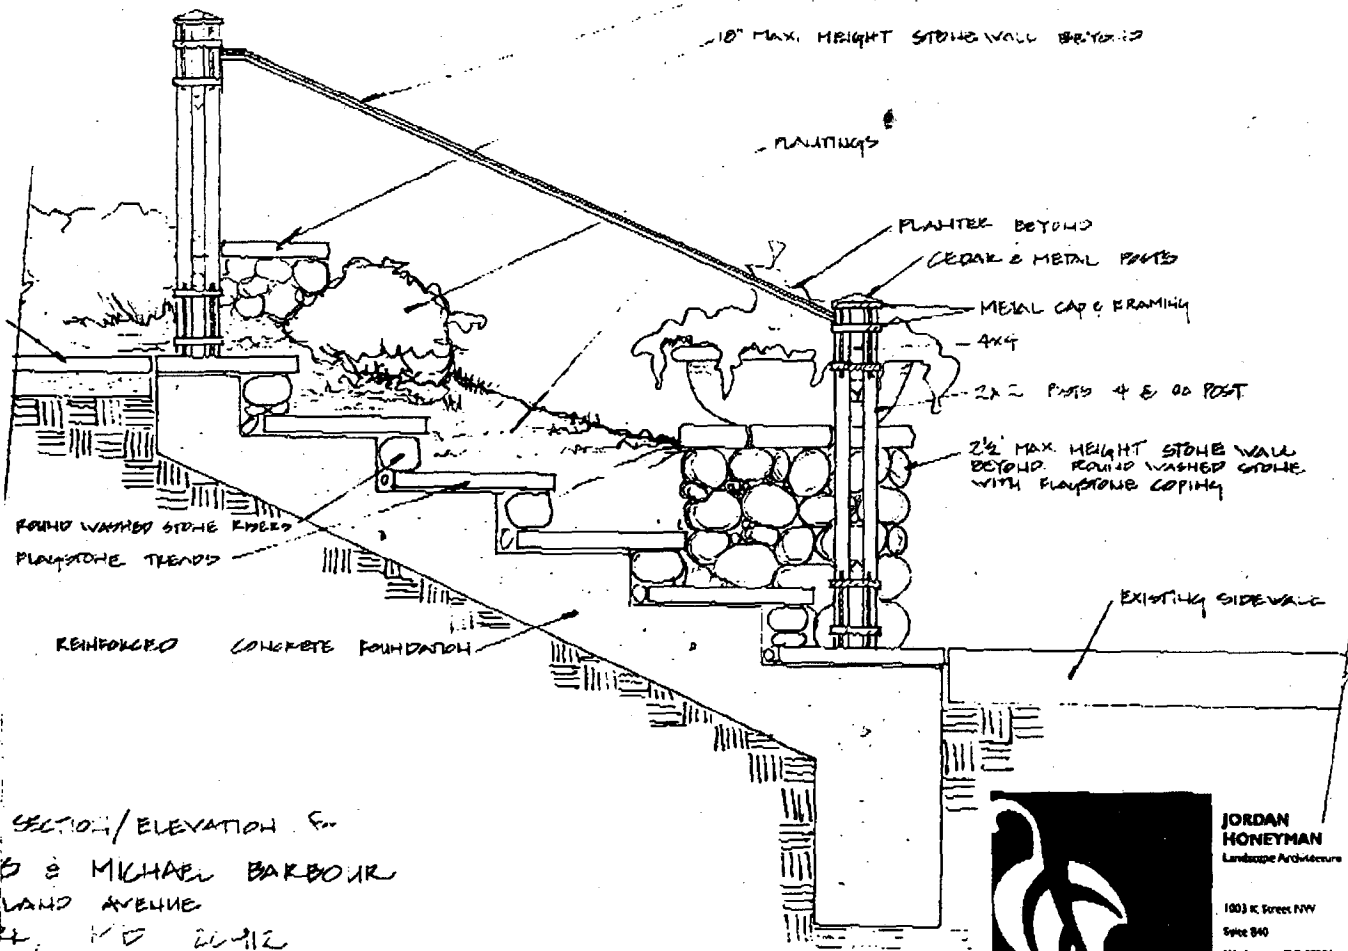 18" MAX. HEIGHT STONE WALL BEYOND
PLANTINGS
PLANTER BEYOND
CEDAR & METAL POSTS
METAL CAP & FRAMING
4x4
POST
2½' MAX. HEIGHT STONE WALL
BEYOND. ROUND WASHED STONE
WITH FLAGSTONE COPING
ROUND WASHED STONE RISERS
FLAGSTONE TREADS
REINFORCED CONCRETE FOUNDATION
EXISTING SIDEWALK
SECTION/ELEVATION
& MICHAEL BARBOUR
LAND AVENUE
JORDAN
HONEYMAN
Landscape Architecture
1003 K Street NW
840